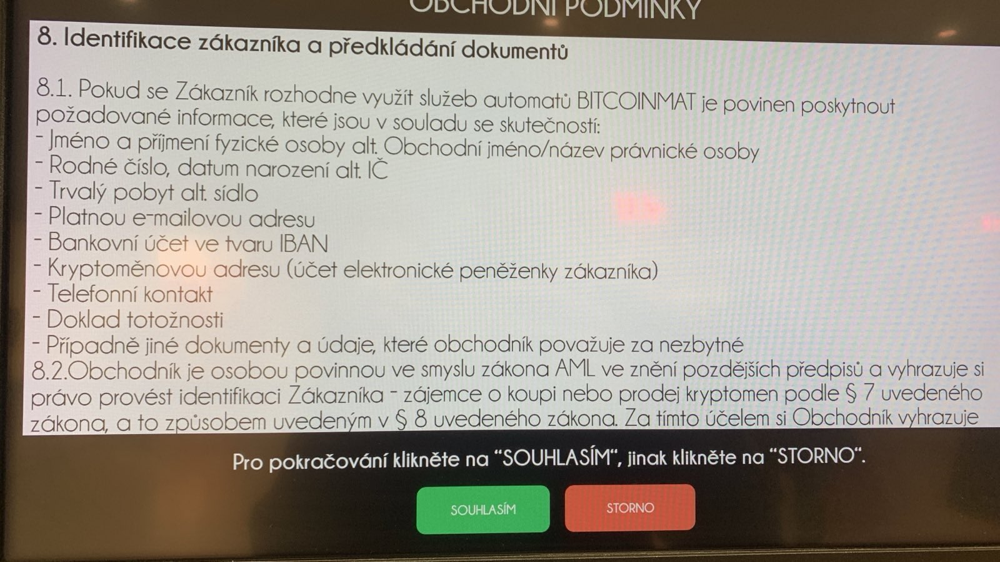 OBCHODNÍ PODMÍNKY
8. Identifikace zákazníka a předkládání dokumentů
8.1. Pokud se Zákazník rozhodne využít služeb automatů BITCOINMAT je povinen poskytnout
požadované informace, které jsou v souladu se skutečností:
- Jméno a příjmení fyzické osoby alt. Obchodní jméno/název právnické osoby
- Rodné číslo, datum narození alt. IČ
- Trvalý pobyt alt. sídlo
- Platnou e-mailovou adresu
- Bankovní účet ve tvaru IBAN
- Kryptoměnovou adresu (účet elektronické peněženky zákazníka)
- Telefonní kontakt
- Doklad totožnosti
- Případně jiné dokumenty a údaje, které obchodník považuje za nezbytné
8.2.Obchodník je osobou povinnou ve smyslu zákona AML ve znění pozdějších předpisů a vyhrazuje si
právo provést identifikaci Zákazníka - zájemce o koupi nebo prodej kryptomen podle § 7 uvedeného
zákona, a to způsobem uvedeným v § 8 uvedeného zákona. Za tímto účelem si Obchodník vyhrazuje
Pro pokračování klikněte na “SOUHLASÍM“, jinak klikněte na “STORNO“.
SOUHLASÍM
STORNO